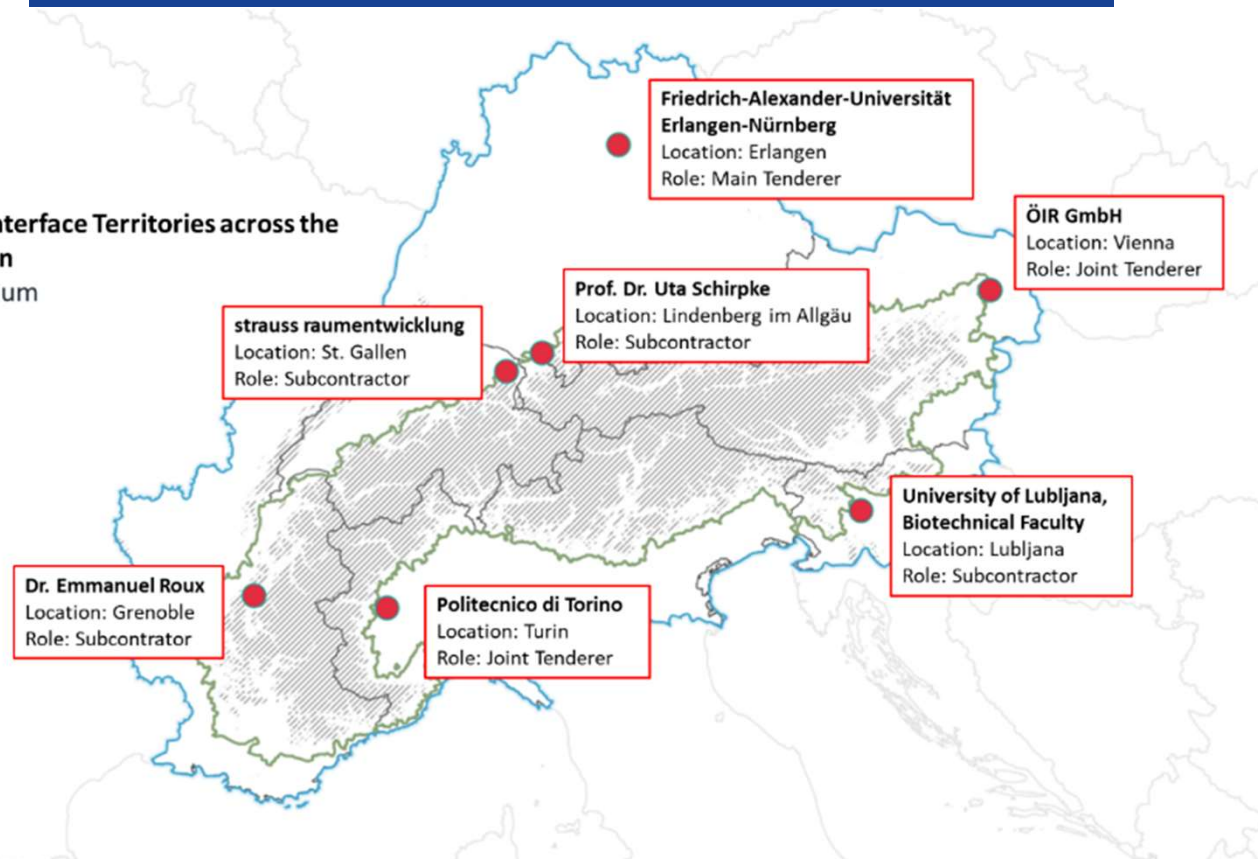 Friedrich-Alexander-Universität
Erlangen-Nürnberg
Location: Erlangen
Role: Main Tenderer
nterface Territories across the
n
um
ÖIR GmbH
Location: Vienna
Role: Joint Tenderer
Prof. Dr. Uta Schirpke
Location: Lindenberg im Allgäu
Role: Subcontractor
strauss raumentwicklung
Location: St. Gallen
Role: Subcontractor
University of Lubljana,
Biotechnical Faculty
Location: Lubljana
Role: Subcontractor
Dr. Emmanuel Roux
Location: Grenoble
Role: Subcontrator
Politecnico di Torino
Location: Turin
Role: Joint Tenderer